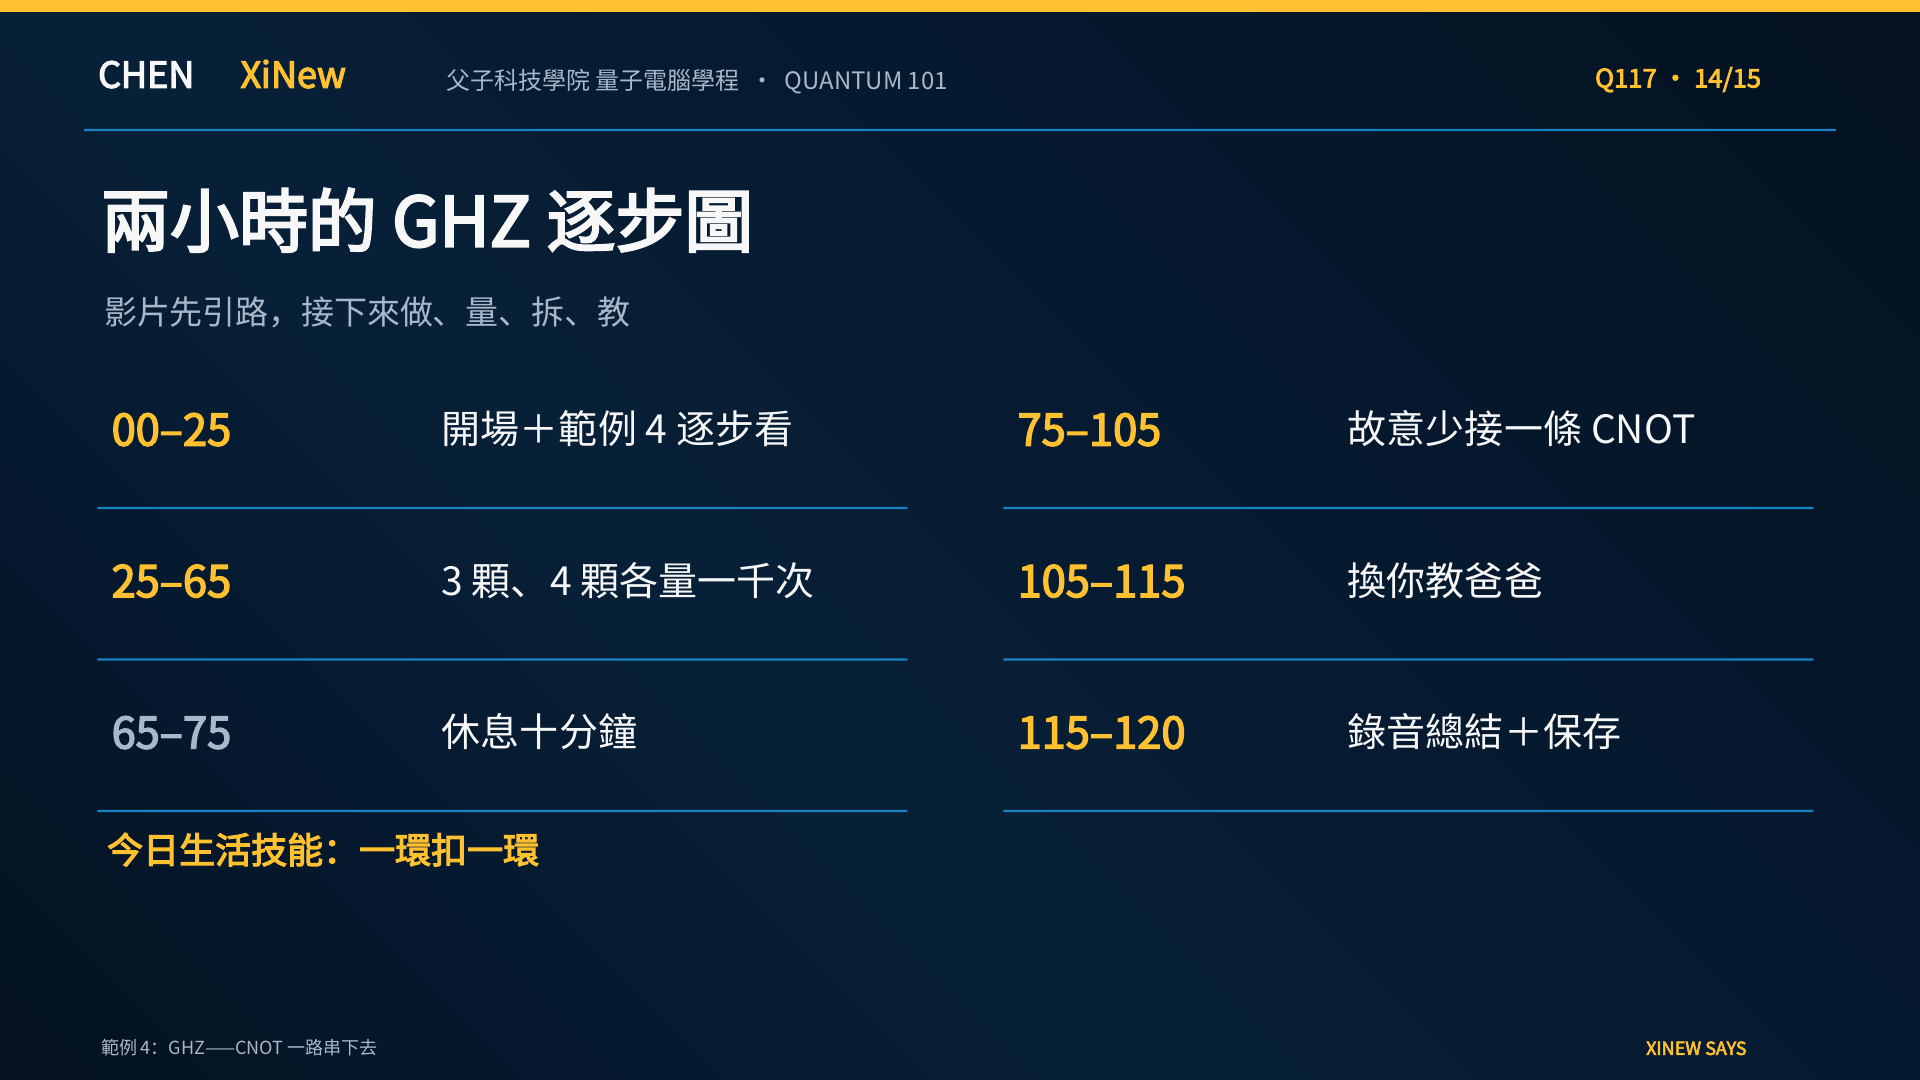 CHEN XiNew 父子科技學院 量子電腦學程 • QUANTUM 101 Q117 • 14/15
兩小時的 GHZ 逐步圖
影片先引路，接下來做、量、拆、教
00–25 開場＋範例 4 逐步看
25–65 3 顆、4 顆各量一千次
65–75 休息十分鐘
75–105 故意少接一條 CNOT
105–115 換你教爸爸
115–120 錄音總結＋保存
今日生活技能：一環扣一環
範例 4：GHZ——CNOT 一路串下去 XINEW SAYS